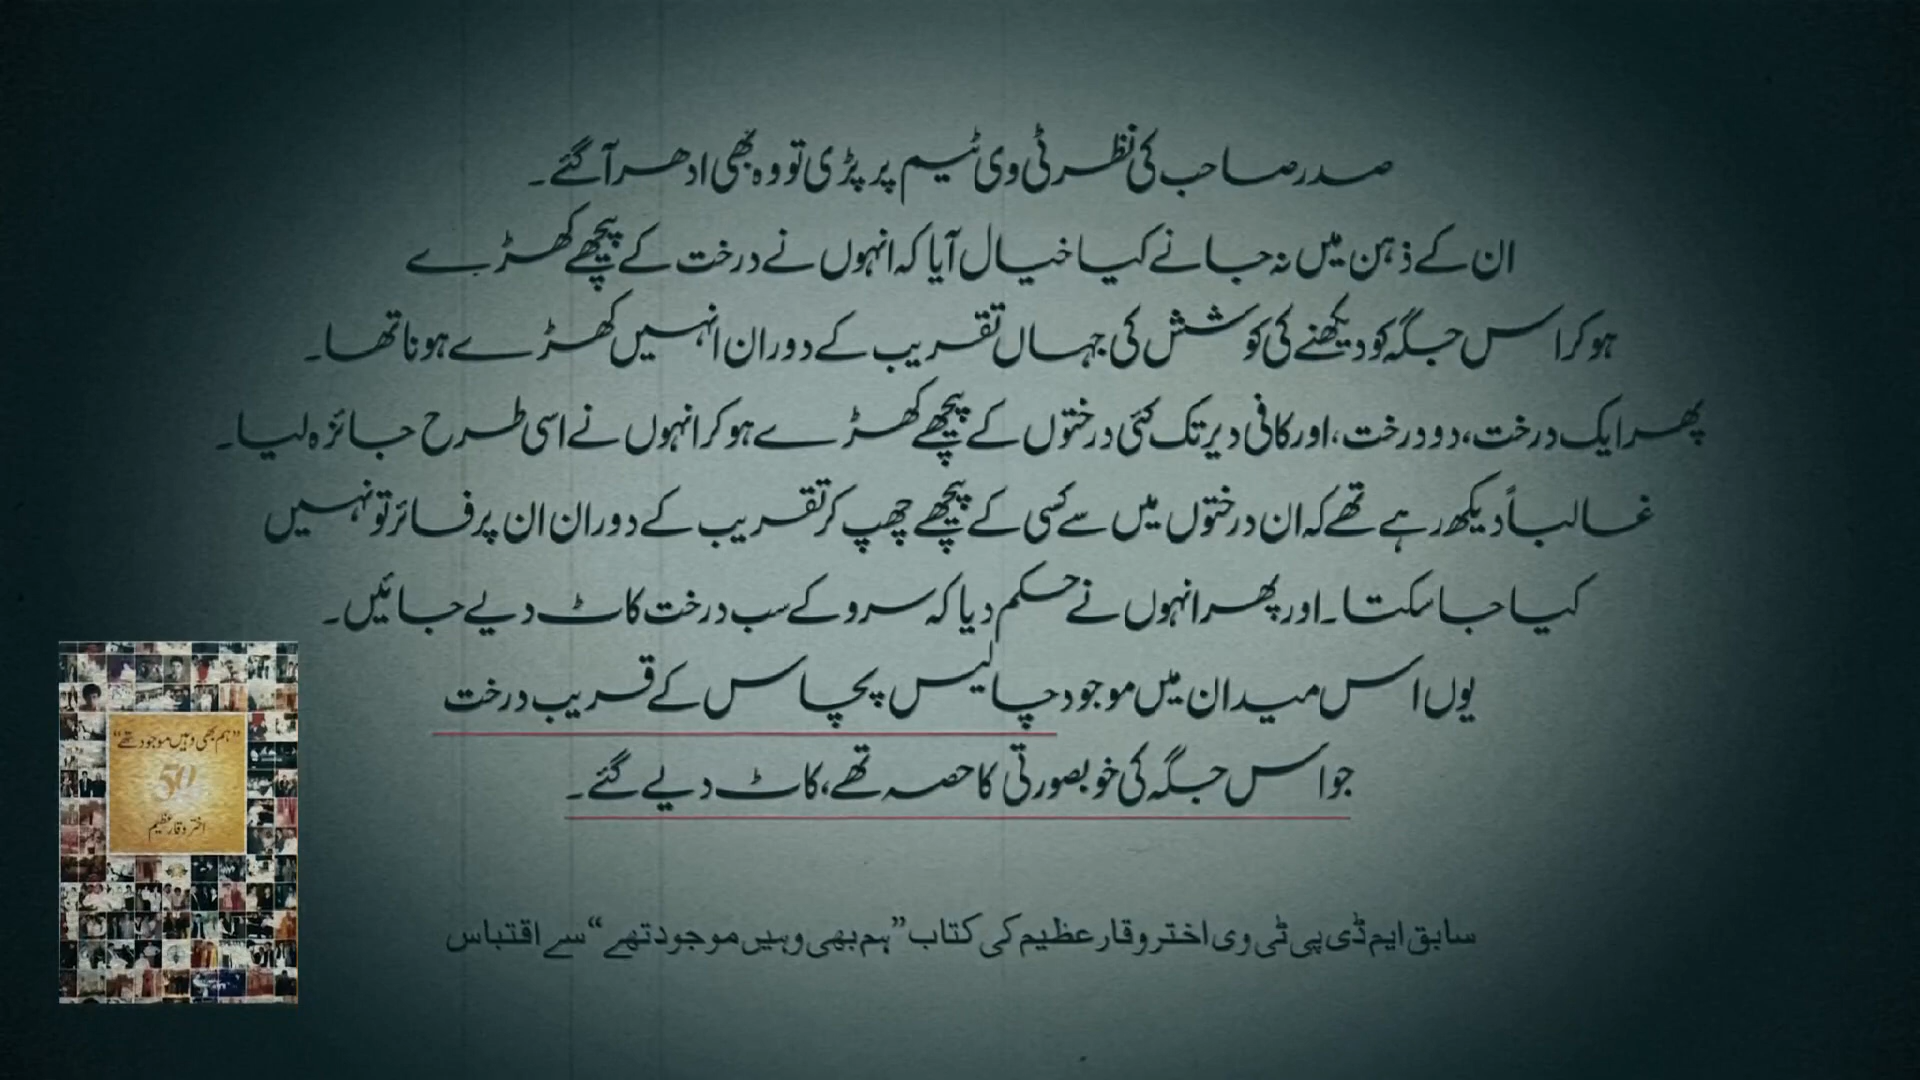 صدر صاحب کی نظر ٹی وی ٹیم پر پڑی تو وہ بھی ادھر آ گئے۔
ان کے ذہن میں نہ جانے کیا خیال آیا کہ انہوں نے درخت کے پیچھے کھڑے
ہو کر اس جگہ کو دیکھنے کی کوشش کی جہاں تقریب کے دوران انہیں کھڑے ہونا تھا۔
پھر ایک درخت، دو درخت، اور کافی دیر تک کئی درختوں کے پیچھے کھڑے ہو کر انہوں نے اسی طرح جائزہ لیا۔
غالباً دیکھ رہے تھے کہ ان درختوں میں سے کسی کے پیچھے چھپ کر تقریب کے دوران ان پر فائر تو نہیں
کیا جا سکتا۔ اور پھر انہوں نے حکم دیا کہ سرو کے سب درخت کاٹ دیے جائیں۔
یوں اس میدان میں موجود چالیس پچاس کے قریب درخت
جو اس جگہ کی خوبصورتی کا حصہ تھے، کاٹ دیے گئے۔
"ہم بھی وہیں موجود تھے"
50
اختر وقار عظیم
سابق ایم ڈی پی ٹی وی اختر وقار عظیم کی کتاب "ہم بھی وہیں موجود تھے" سے اقتباس